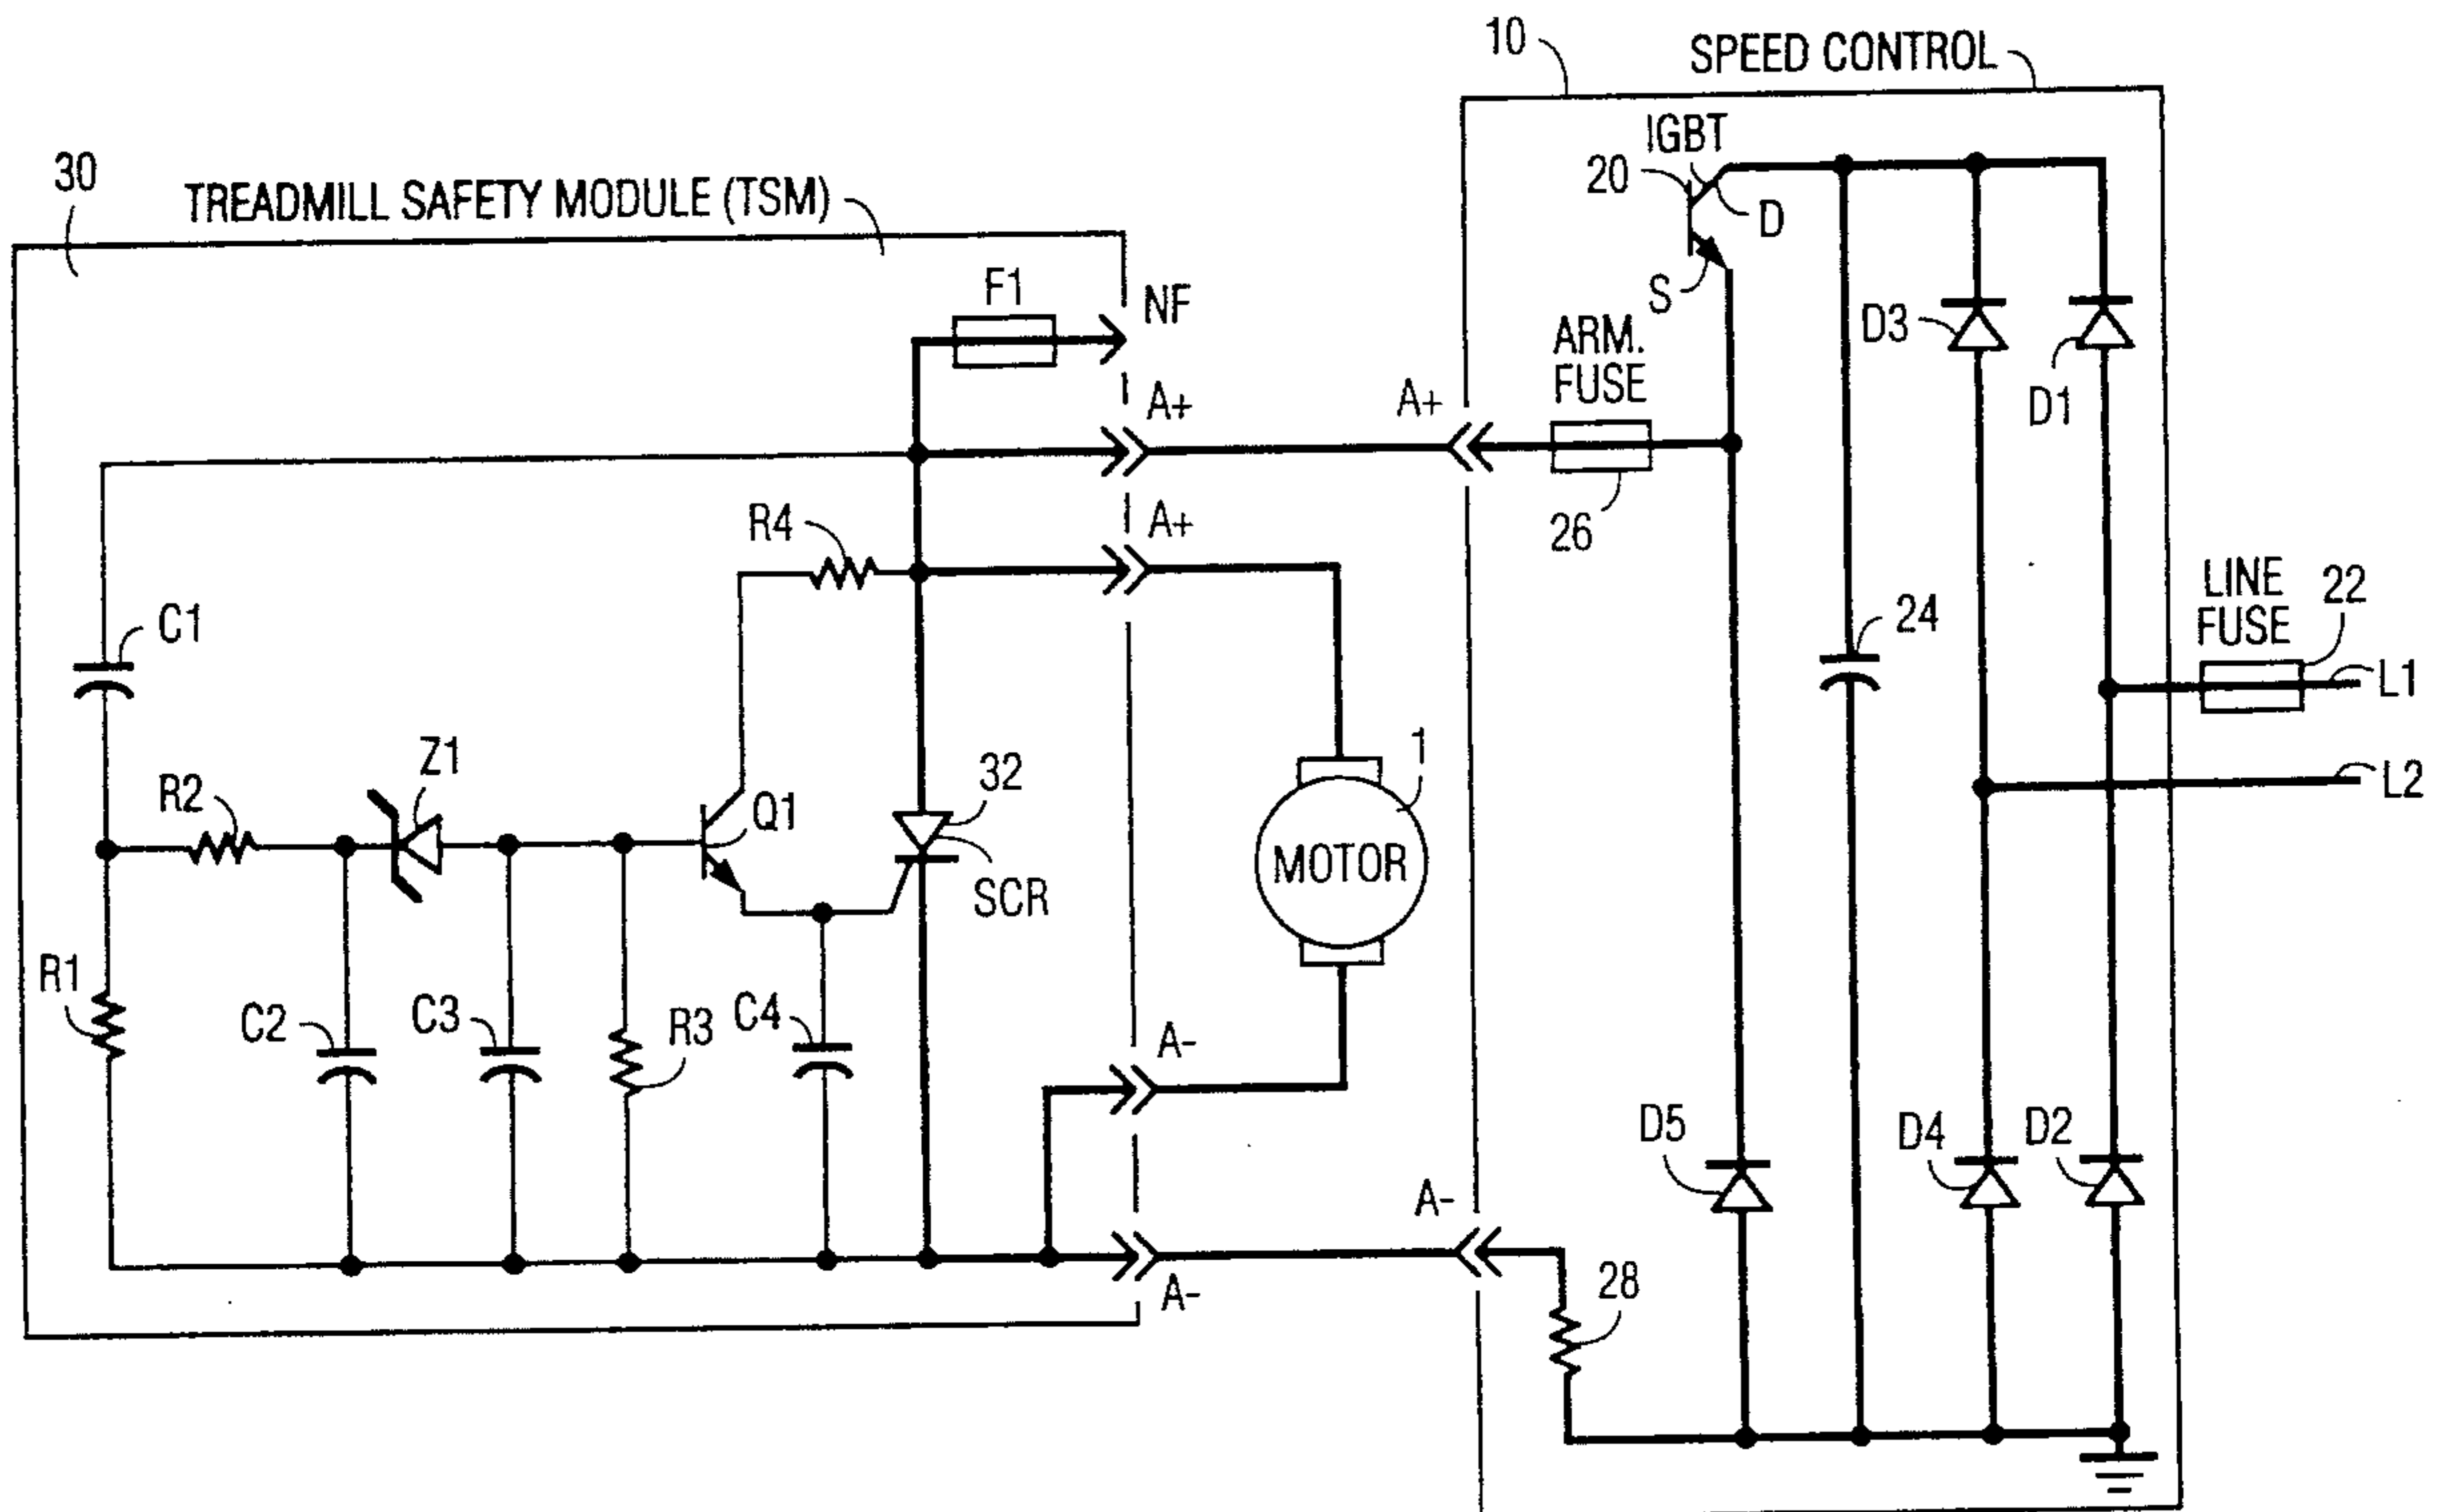 10
SPEED CONTROL
IGBT
20
D
S
30
TREADMILL SAFETY MODULE (TSM)
F1
NF
A+
A+
ARM.
FUSE
26
D3
D1
R4
A+
C1
24
LINE
FUSE
22
L1
L2
R2
Z1
Q1
32
SCR
1
MOTOR
R1
C2
C3
R3
C4
A-
D5
D4
D2
A-
A-
28